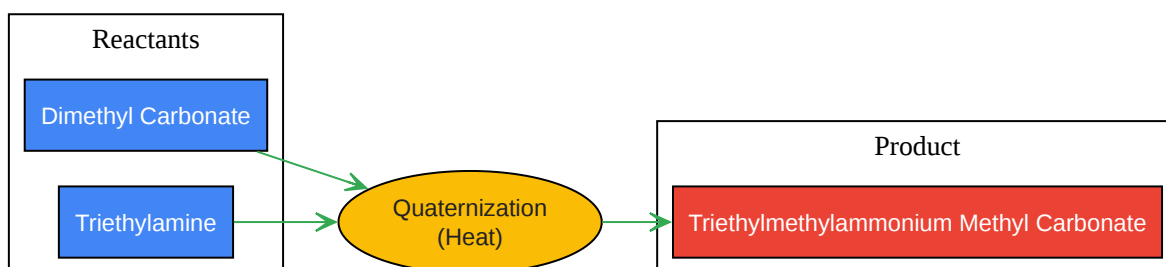 Reactants
Dimethyl Carbonate
Triethylamine
Quaternization
(Heat)
Product
Triethylmethylammonium Methyl Carbonate